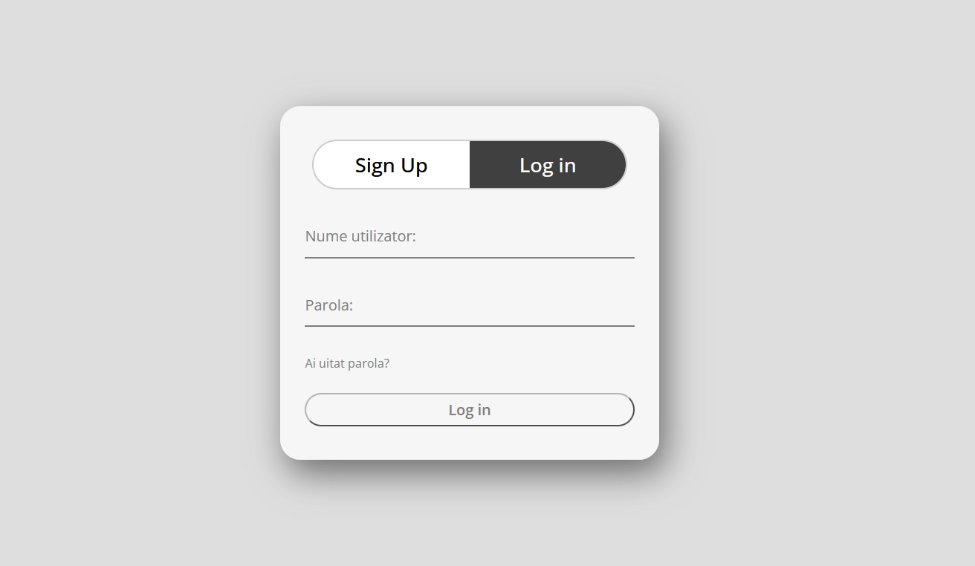 Sign Up Log in
Nume utilizator:
Parola:
Ai uitat parola?
Log in